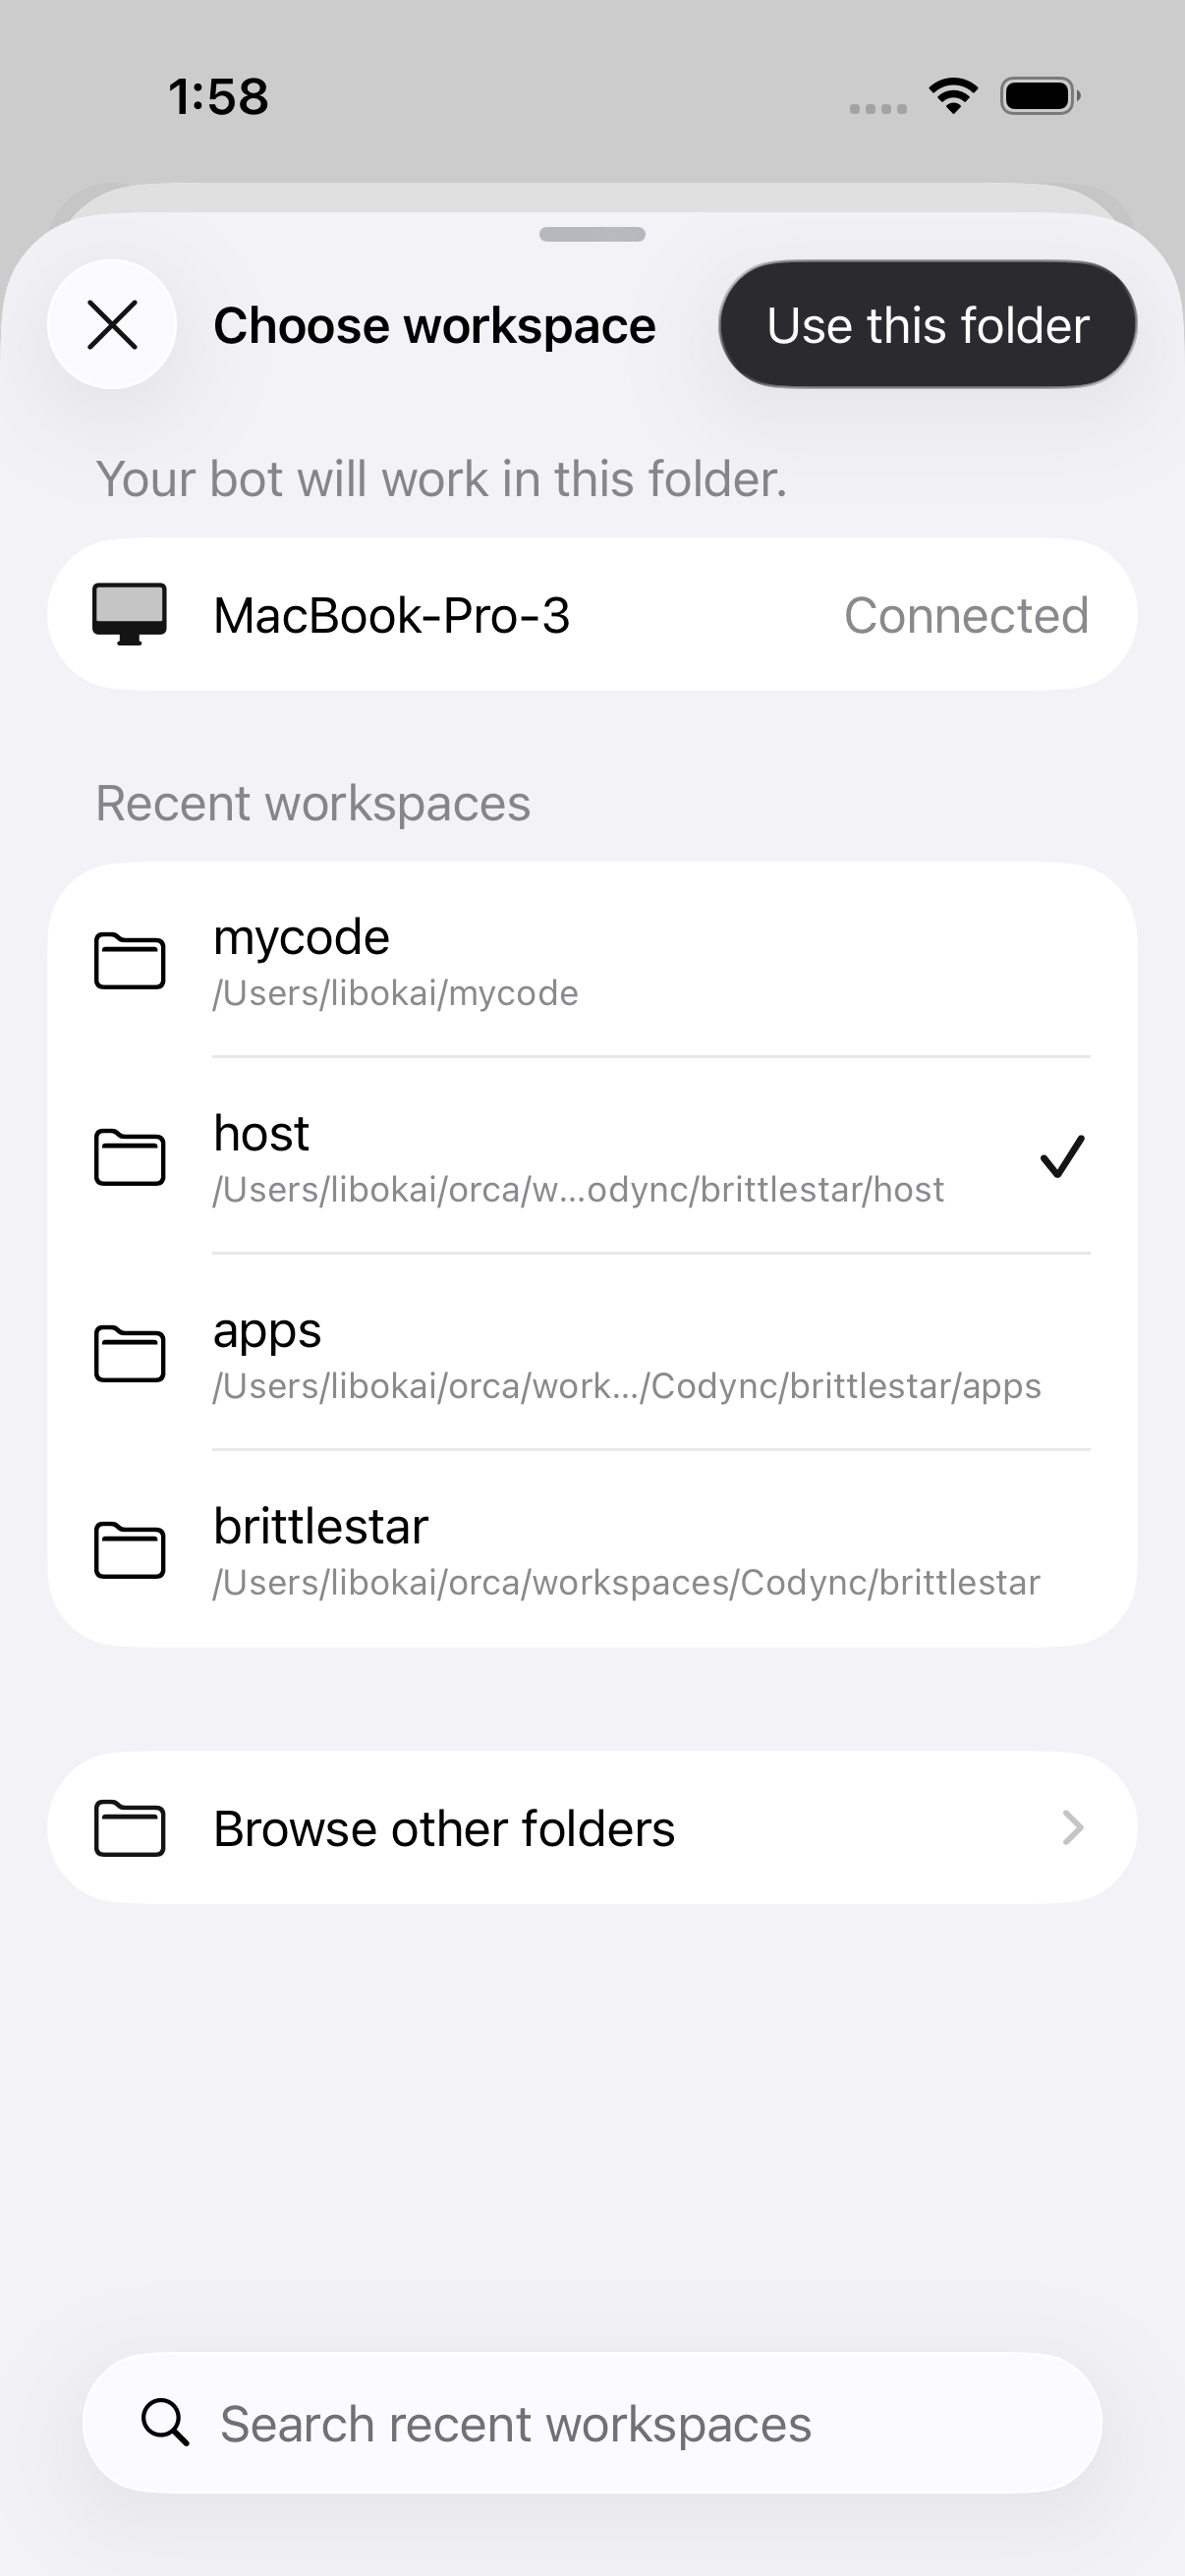 1:58
Choose workspace
Use this folder
Your bot will work in this folder.
MacBook-Pro-3
Connected
Recent workspaces
mycode
/Users/libokai/mycode
host
/Users/libokai/orca/w...odync/brittlestar/host
apps
/Users/libokai/orca/work.../Codync/brittlestar/apps
brittlestar
/Users/libokai/orca/workspaces/Codync/brittlestar
Browse other folders
Search recent workspaces